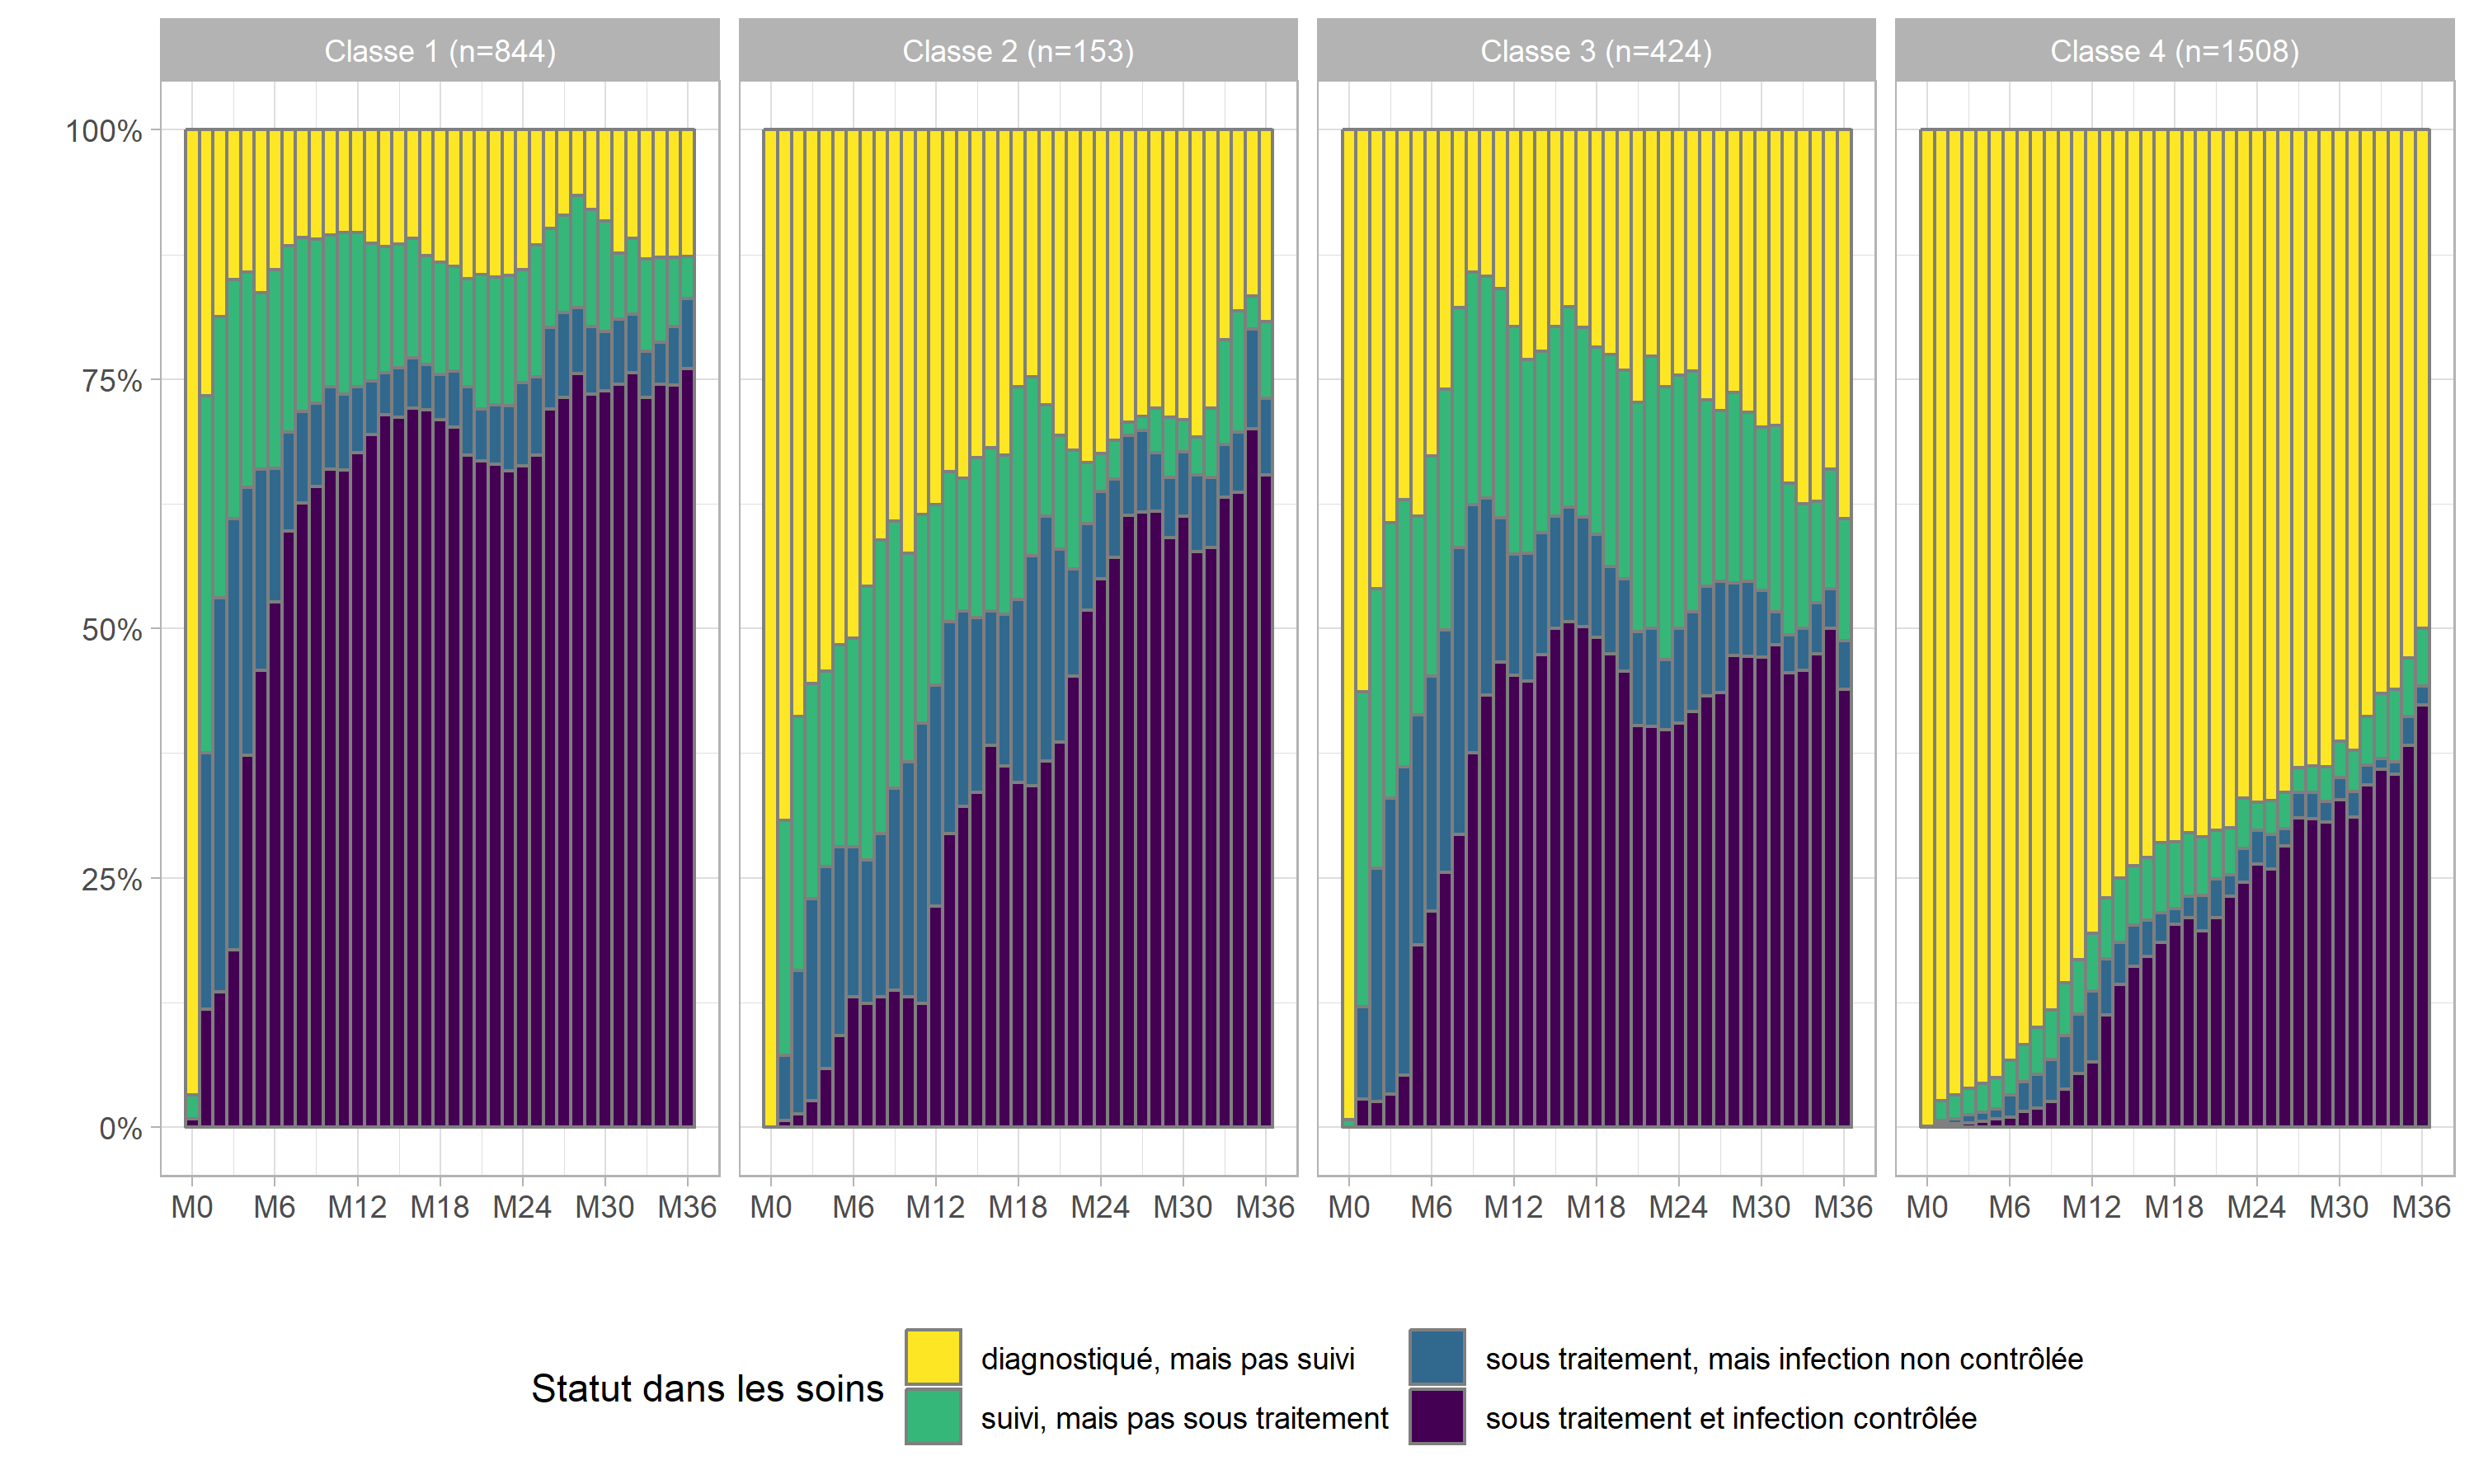 Classe 1 (n=844)
Classe 2 (n=153)
Classe 3 (n=424)
Classe 4 (n=1508)
100%
75%
50%
25%
0%
M0 M6 M12 M18 M24 M30 M36
M0 M6 M12 M18 M24 M30 M36
M0 M6 M12 M18 M24 M30 M36
M0 M6 M12 M18 M24 M30 M36
Statut dans les soins
diagnostiqué, mais pas suivi
suivi, mais pas sous traitement
sous traitement, mais infection non contrôlée
sous traitement et infection contrôlée